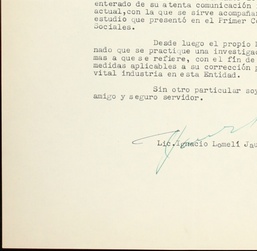 enterado de su atenta comunicación
actual,con la que se sirve acompañar
estudio que presentó en el Primer Co
Sociales.
Desde luego el propio
nado que se practique una investigac
mas a que se refiere, con el fin de
medidas aplicables a su corrección p
vital industria en esta Entidad.
Sin otro particular soy
amigo y seguro servidor.
Lic.Ignacio Lomelí Jau